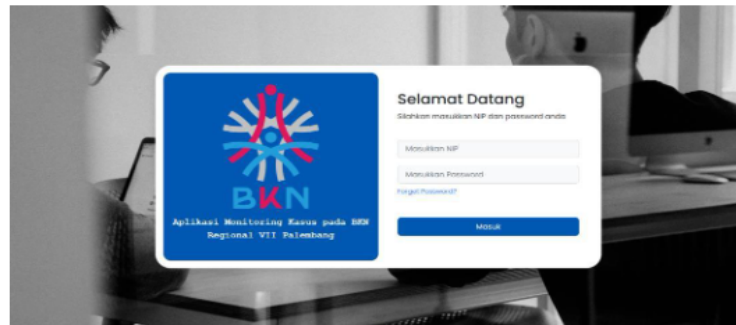 BKN
Aplikasi Monitoring Kasus pada BKN
Regional VII Palembang
Selamat Datang
Silahkan masukkan NIP dan password anda
Masukkan NIP
Masukkan Password
Forgot Password?
Masuk